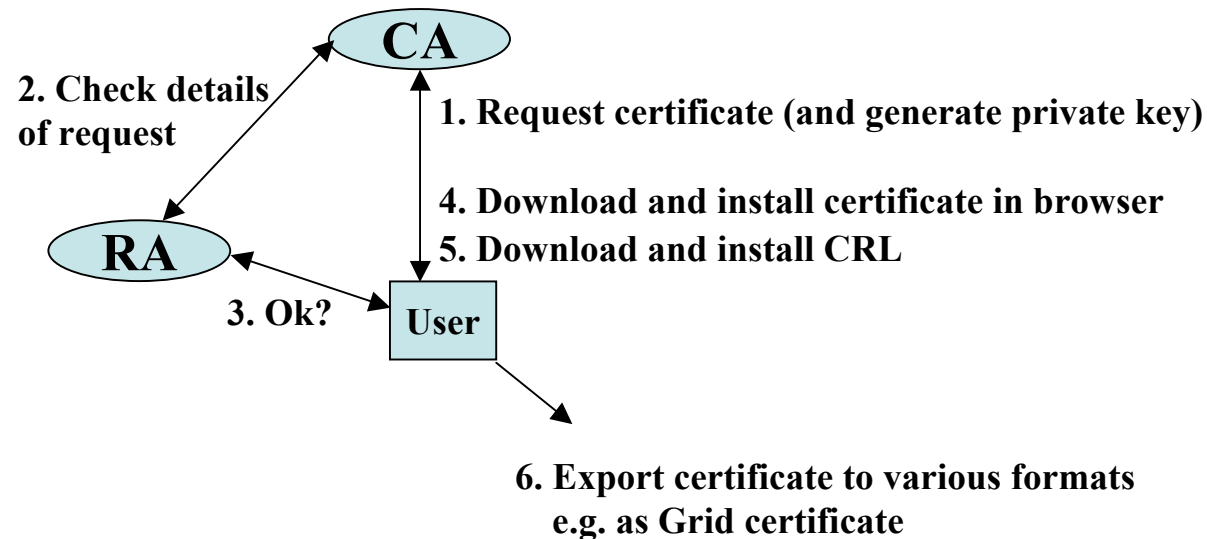 CA
2. Check details
of request
1. Request certificate (and generate private key)
4. Download and install certificate in browser
5. Download and install CRL
RA
3. Ok?
User
6. Export certificate to various formats
e.g. as Grid certificate